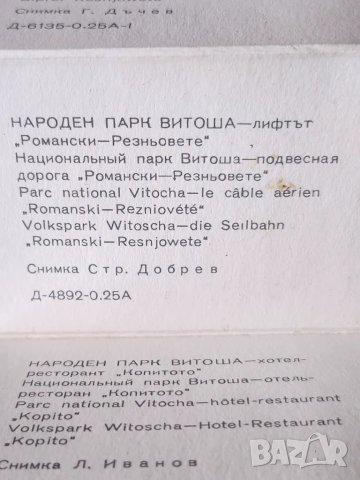 Снимка Г. Дъчев
Д-6135-0.25А-I
НАРОДЕН ПАРК ВИТОША—лифтът
„Романски—Резньовете“
Национальный парк Витоша—подвесная
дорога „Романски—Резньовете“
Parc national Vitocha—le câble aérien
„Romanski—Rezniovété“
Volkspark Witoscha—die Seilbahn
„Romanski—Resnjowete“
Снимка Стр. Добрев
Д-4892-0.25А
НАРОДЕН ПАРК ВИТОША—хотел-
ресторант „Копитото“
Национальный парк Витоша—отель-
ресторан „Копитото“
Parc national Vitocha—hôtel-restaurant
„Kopito“
Volkspark Witoscha—Hotel-Restaurant
„Kopito“
Снимка Л. Иванов
BAZAR